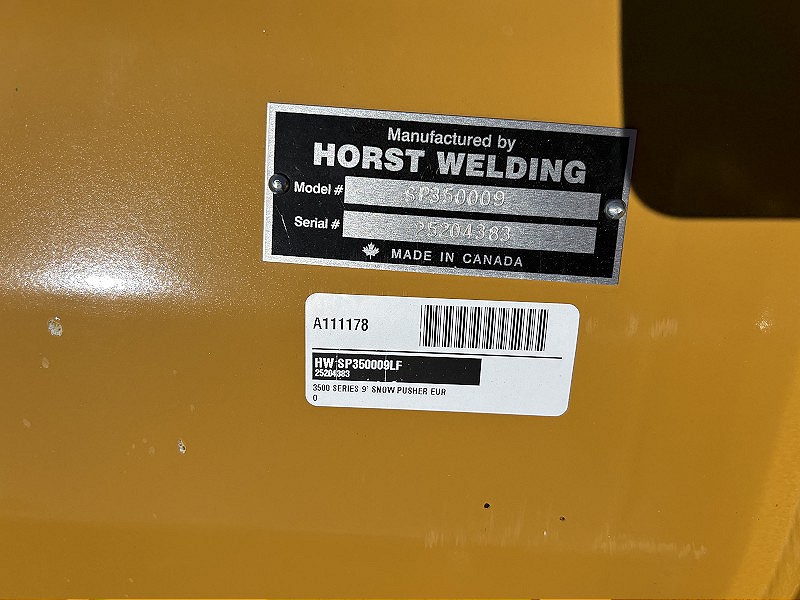 Manufactured by
HORST WELDING
Model # SP350009
Serial # 25204383
MADE IN CANADA
A111178
HW SP350009LF
25204383
3500 SERIES 9' SNOW PUSHER EUR
0